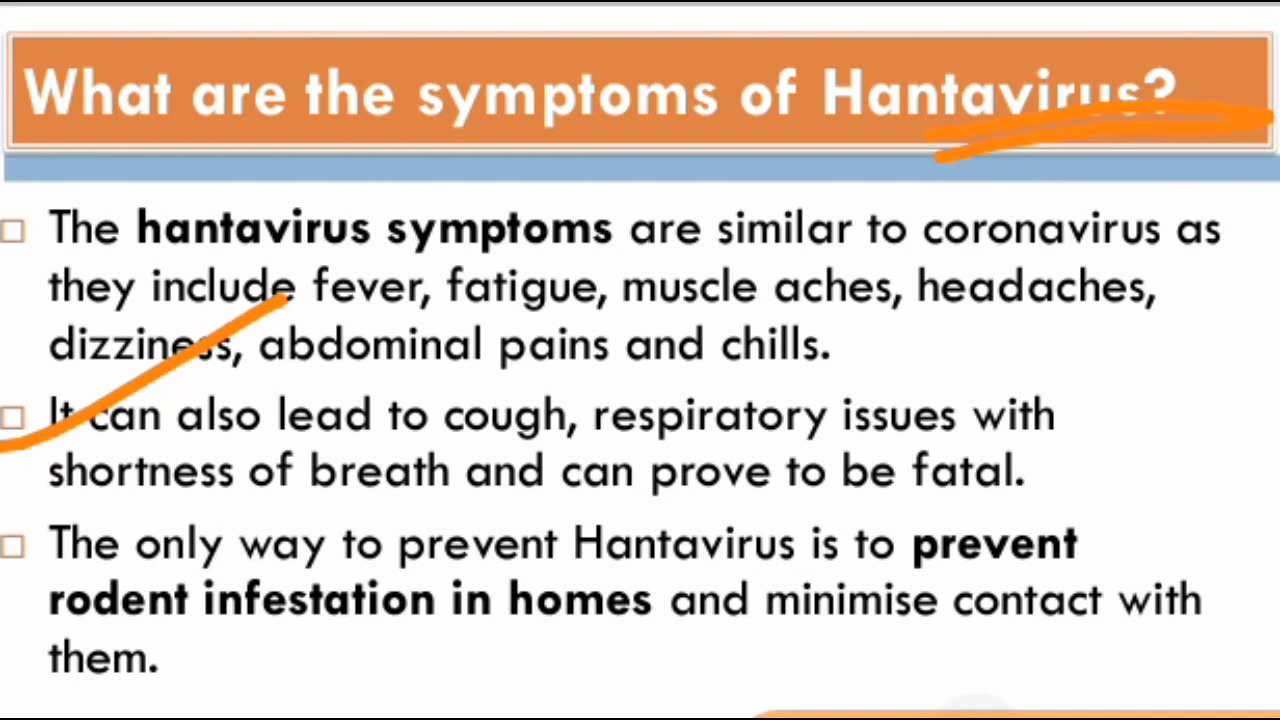 What are the symptoms of Hantavirus?
The hantavirus symptoms are similar to coronavirus as
they include fever, fatigue, muscle aches, headaches,
dizziness, abdominal pains and chills.
It can also lead to cough, respiratory issues with
shortness of breath and can prove to be fatal.
The only way to prevent Hantavirus is to prevent
rodent infestation in homes and minimise contact with
them.